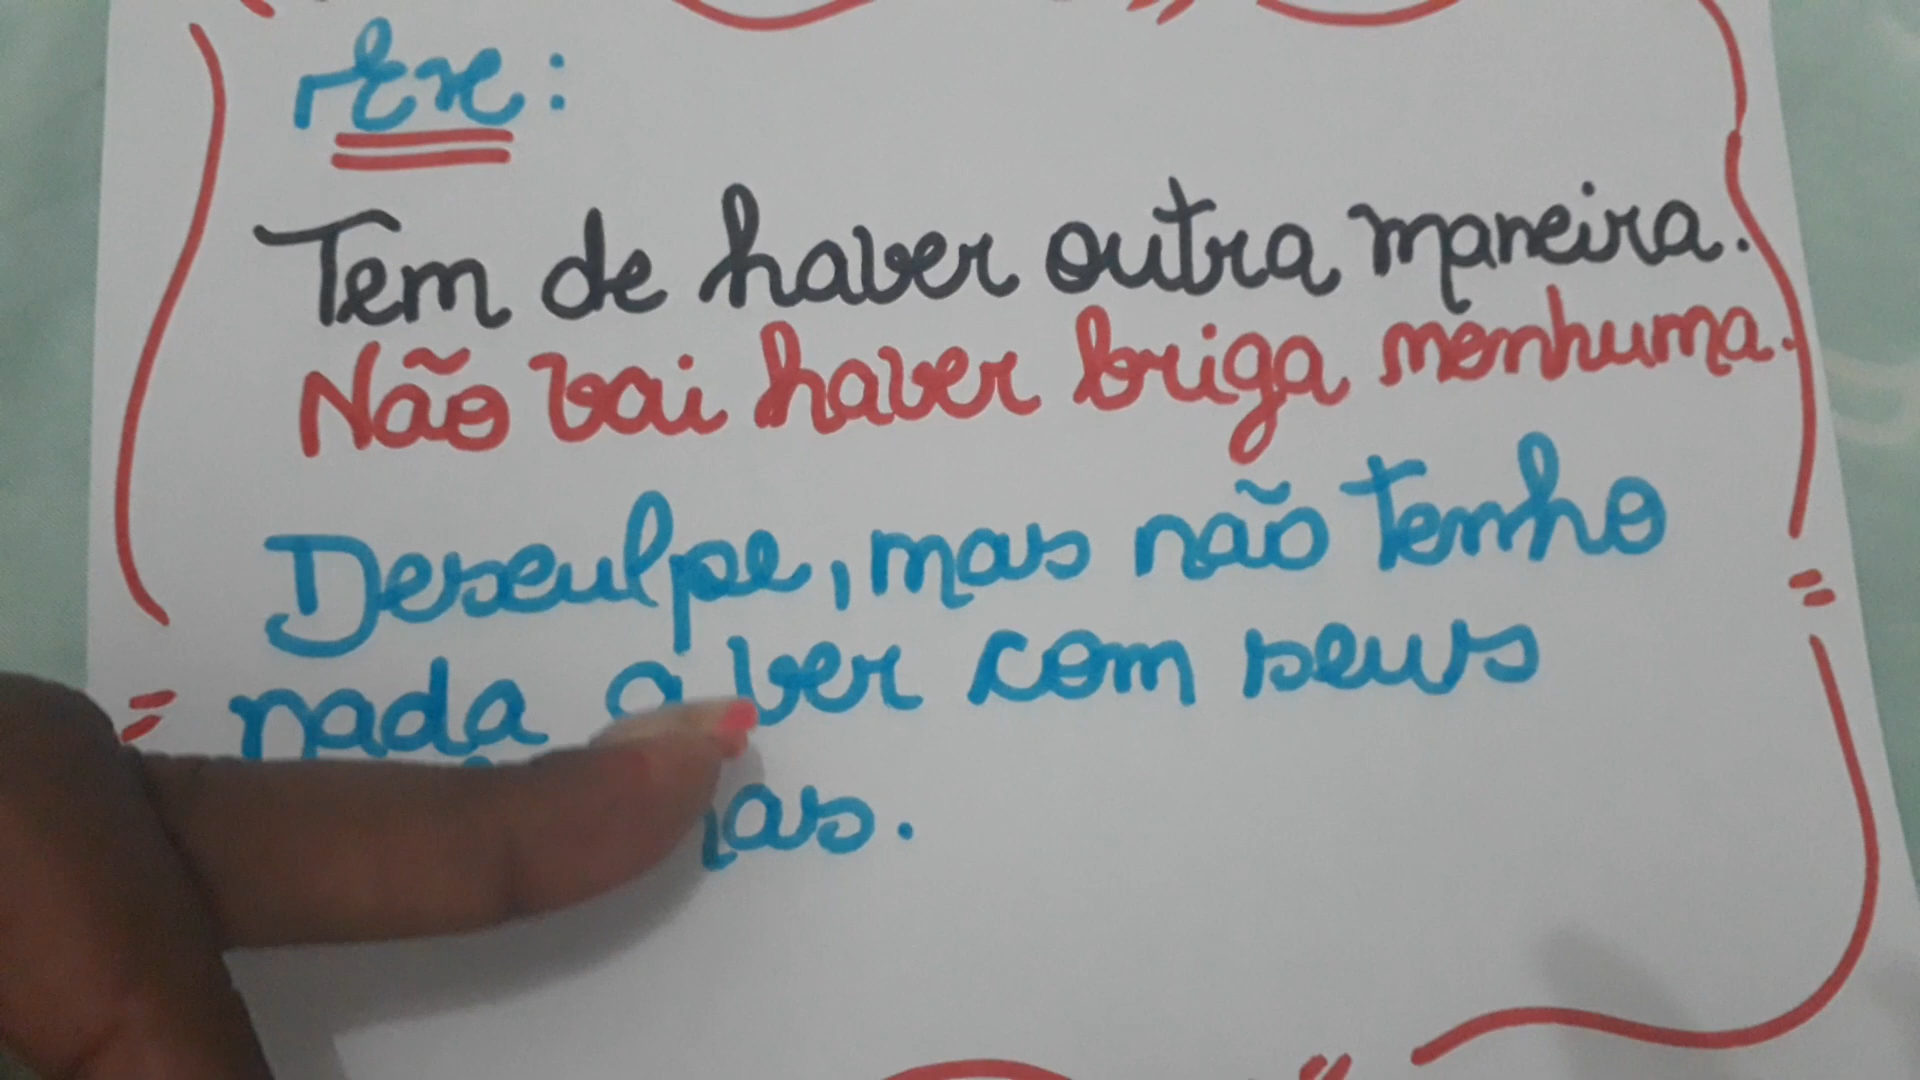 Ex:
Tem de haver outra maneira.
Não vai haver briga nenhuma.
Desculpe, mas não tenho
nada a ver com seus